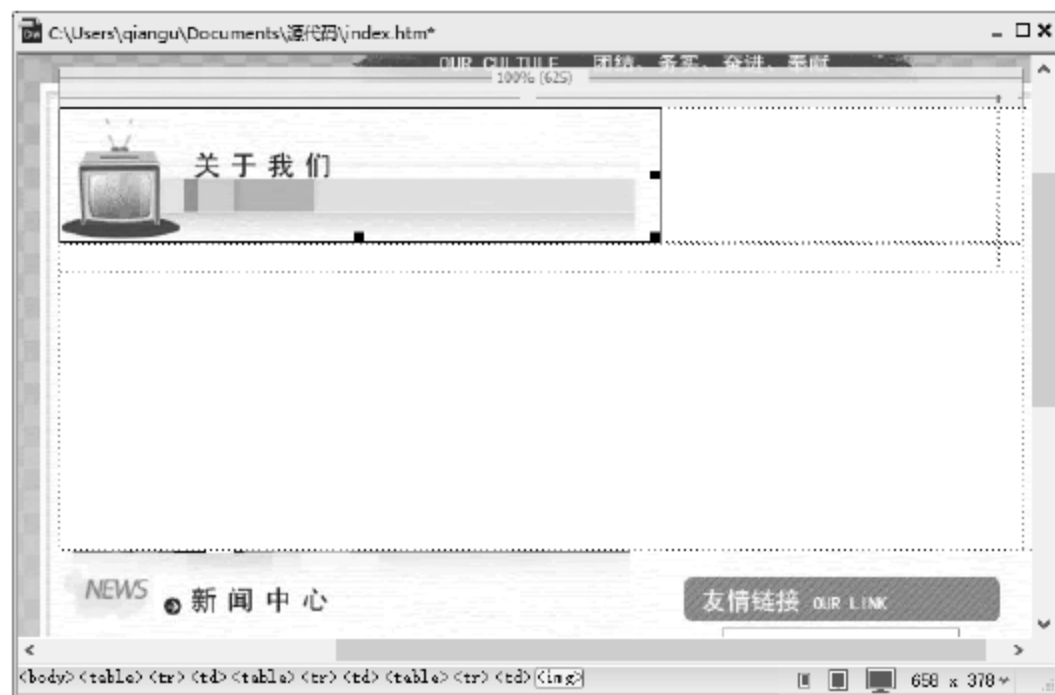 C:\Users\qiangu\Documents\源代码\index.htm*
OUR CULTULE 团结、务实、奋进、奉献
100% (625)
关于我们
NEWS 新闻中心
友情链接 OUR LINK
<body><table><tr><td><table><tr><td><table><tr><td><img>
658 x 378